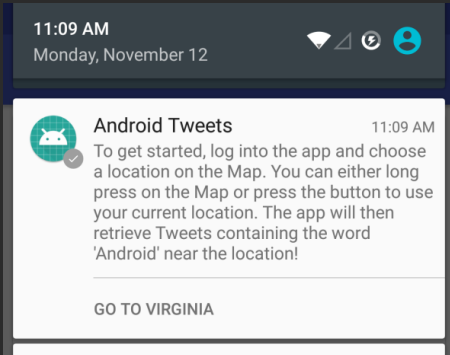 11:09 AM
Monday, November 12
Android Tweets
11:09 AM
To get started, log into the app and choose
a location on the Map. You can either long
press on the Map or press the button to use
your current location. The app will then
retrieve Tweets containing the word
'Android' near the location!
GO TO VIRGINIA